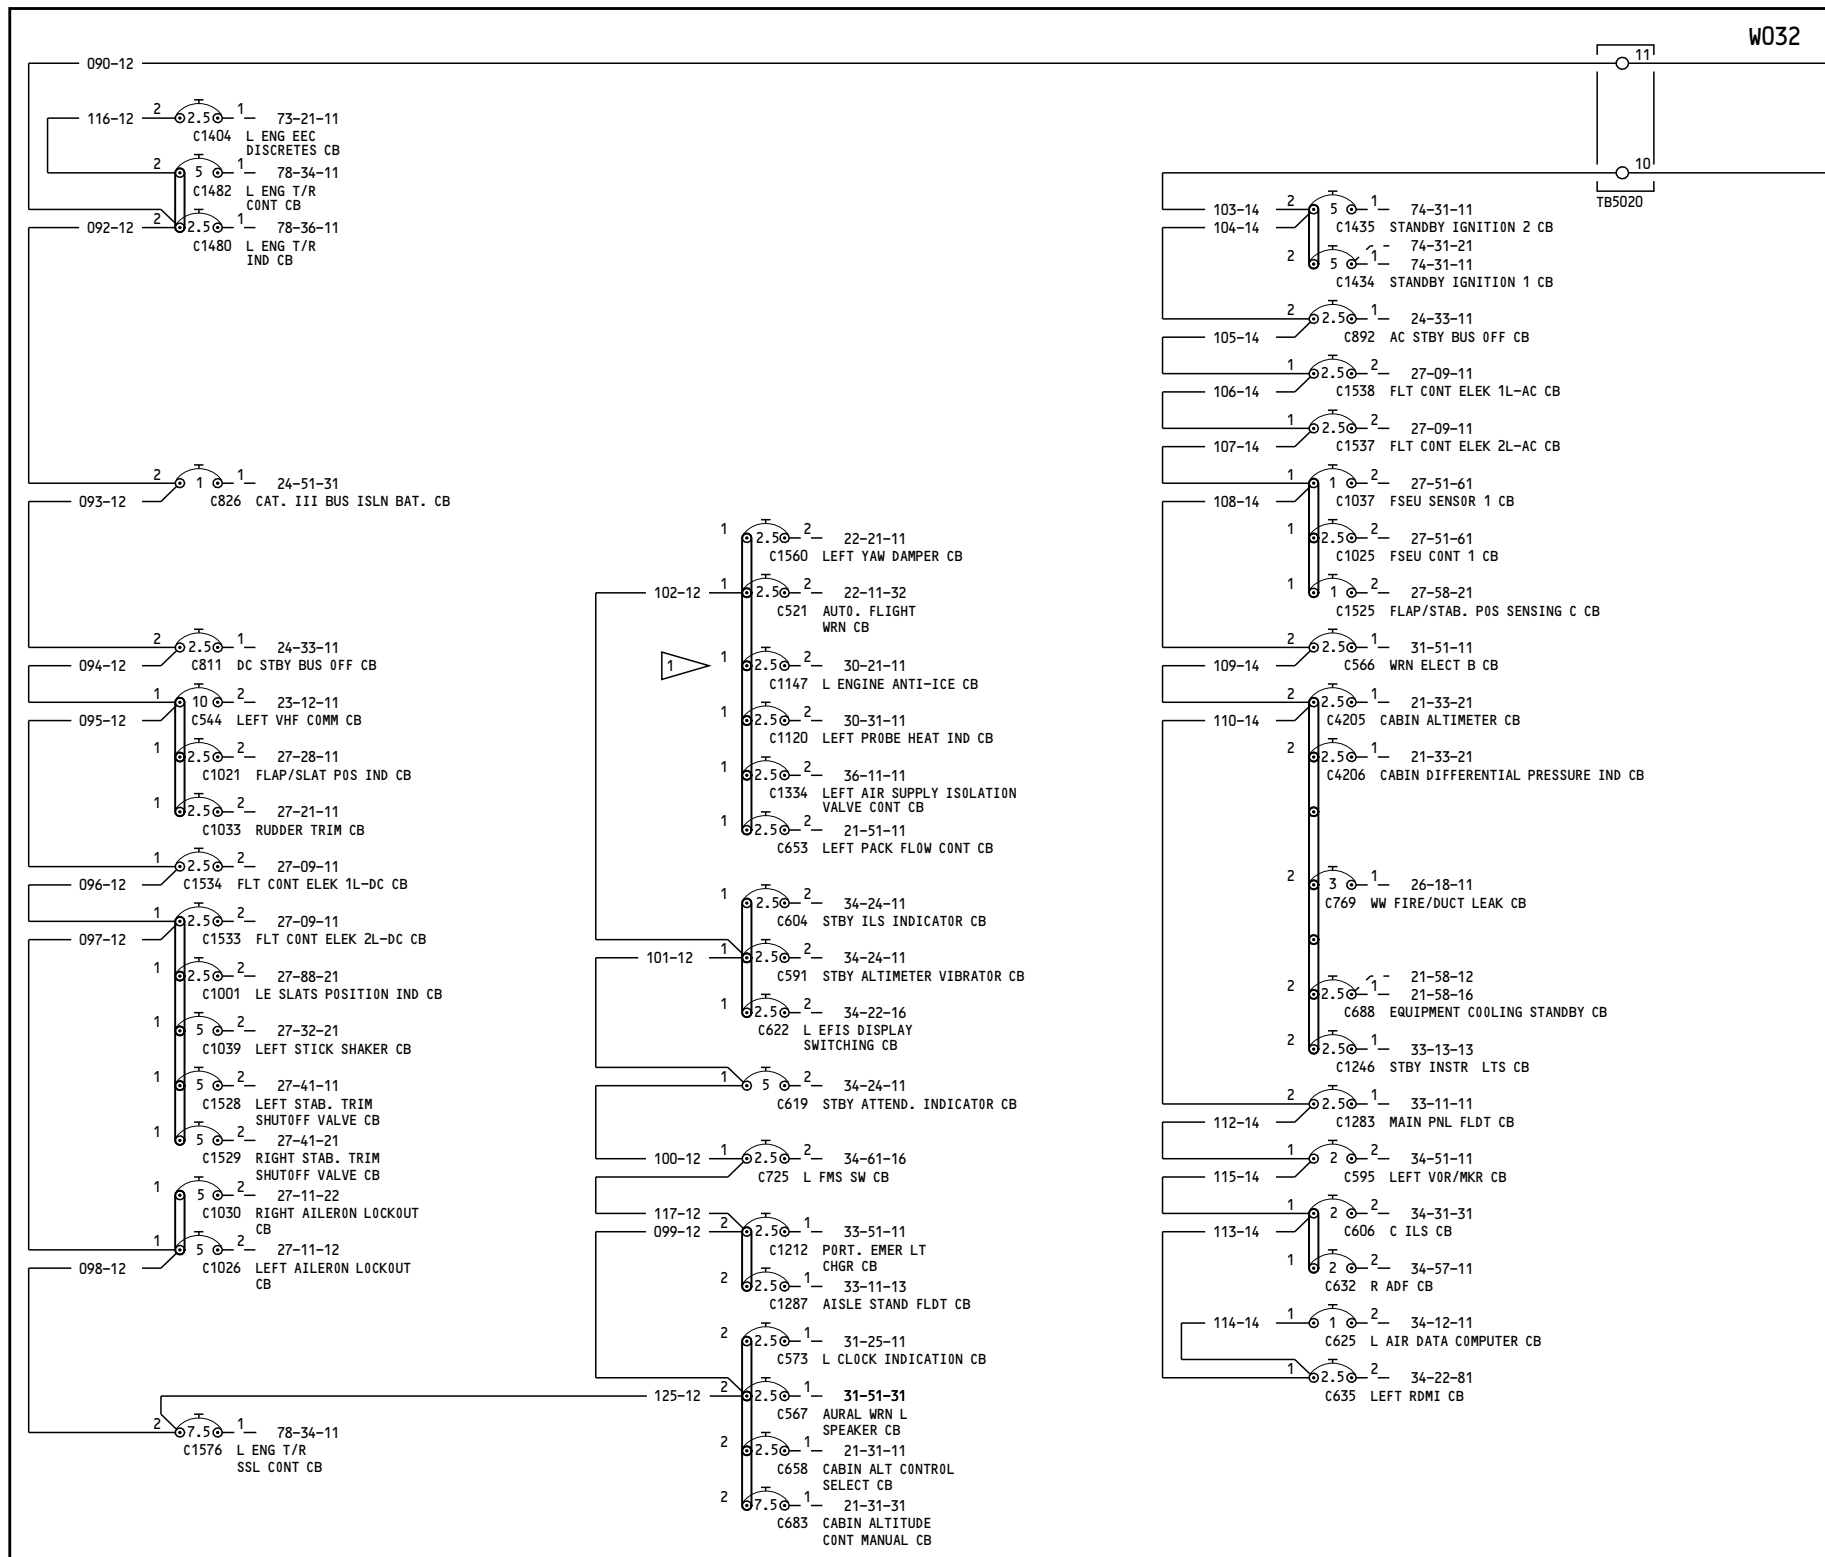 W032
090-12
11
116-12 2 2.5 1 73-21-11
C1404 L ENG EEC
DISCRETES CB
2 5 1 78-34-11
C1482 L ENG T/R
CONT CB
092-12 2 2.5 1 78-36-11
C1480 L ENG T/R
IND CB
2 1 1 24-51-31
093-12 C826 CAT. III BUS ISLN BAT. CB
2 2.5 1 24-33-11
094-12 C811 DC STBY BUS OFF CB
1 10 2 23-12-11
095-12 C544 LEFT VHF COMM CB
1 2.5 2 27-28-11
C1021 FLAP/SLAT POS IND CB
1 2.5 2 27-21-11
C1033 RUDDER TRIM CB
1 2.5 2 27-09-11
096-12 C1534 FLT CONT ELEK 1L-DC CB
1 2.5 2 27-09-11
097-12 C1533 FLT CONT ELEK 2L-DC CB
1 2.5 2 27-88-21
C1001 LE SLATS POSITION IND CB
1 5 2 27-32-21
C1039 LEFT STICK SHAKER CB
1 5 2 27-41-11
C1528 LEFT STAB. TRIM
SHUTOFF VALVE CB
1 5 2 27-41-21
C1529 RIGHT STAB. TRIM
SHUTOFF VALVE CB
1 5 2 27-11-22
C1030 RIGHT AILERON LOCKOUT
CB
1 5 2 27-11-12
098-12 C1026 LEFT AILERON LOCKOUT
CB
2 7.5 1 78-34-11
C1576 L ENG T/R
SSL CONT CB
1 2.5 2 22-21-11
C1560 LEFT YAW DAMPER CB
102-12 1 2.5 2 22-11-32
C521 AUTO. FLIGHT
WRN CB
1 1 2.5 2 30-21-11
C1147 L ENGINE ANTI-ICE CB
1 2.5 2 30-31-11
C1120 LEFT PROBE HEAT IND CB
1 2.5 2 36-11-11
C1334 LEFT AIR SUPPLY ISOLATION
VALVE CONT CB
1 2.5 2 21-51-11
C653 LEFT PACK FLOW CONT CB
1 2.5 2 34-24-11
C604 STBY ILS INDICATOR CB
101-12 1 2.5 2 34-24-11
C591 STBY ALTIMETER VIBRATOR CB
1 2.5 2 34-22-16
C622 L EFIS DISPLAY
SWITCHING CB
1 5 2 34-24-11
C619 STBY ATTEND. INDICATOR CB
100-12 1 2.5 2 34-61-16
C725 L FMS SW CB
117-12
099-12 2 2.5 1 33-51-11
C1212 PORT. EMER LT
CHGR CB
2 2.5 1 33-11-13
C1287 AISLE STAND FLDT CB
2 2.5 1 31-25-11
C573 L CLOCK INDICATION CB
125-12 2 2.5 1 31-51-31
C567 AURAL WRN L
SPEAKER CB
2 2.5 1 21-31-11
C658 CABIN ALT CONTROL
SELECT CB
2 7.5 1 21-31-31
C683 CABIN ALTITUDE
CONT MANUAL CB
10
TB5020
103-14 2 5 1 74-31-11
104-14 C1435 STANDBY IGNITION 2 CB
74-31-21
2 5 1 74-31-11
C1434 STANDBY IGNITION 1 CB
2 2.5 1 24-33-11
105-14 C892 AC STBY BUS OFF CB
1 2.5 2 27-09-11
106-14 C1538 FLT CONT ELEK 1L-AC CB
1 2.5 2 27-09-11
107-14 C1537 FLT CONT ELEK 2L-AC CB
1 1 2 27-51-61
108-14 C1037 FSEU SENSOR 1 CB
1 2.5 2 27-51-61
C1025 FSEU CONT 1 CB
1 1 2 27-58-21
C1525 FLAP/STAB. POS SENSING C CB
2 2.5 1 31-51-11
109-14 C566 WRN ELECT B CB
2 2.5 1 21-33-21
110-14 C4205 CABIN ALTIMETER CB
2 2.5 1 21-33-21
C4206 CABIN DIFFERENTIAL PRESSURE IND CB
2 3 1 26-18-11
C769 WW FIRE/DUCT LEAK CB
21-58-12
2 2.5 1 21-58-16
C688 EQUIPMENT COOLING STANDBY CB
2 2.5 1 33-13-13
C1246 STBY INSTR LTS CB
2 2.5 1 33-11-11
112-14 C1283 MAIN PNL FLDT CB
1 2 2 34-51-11
115-14 C595 LEFT VOR/MKR CB
1 2 2 34-31-31
113-14 C606 C ILS CB
1 2 2 34-57-11
C632 R ADF CB
114-14 1 1 2 34-12-11
C625 L AIR DATA COMPUTER CB
1 2.5 2 34-22-81
C635 LEFT RDMI CB